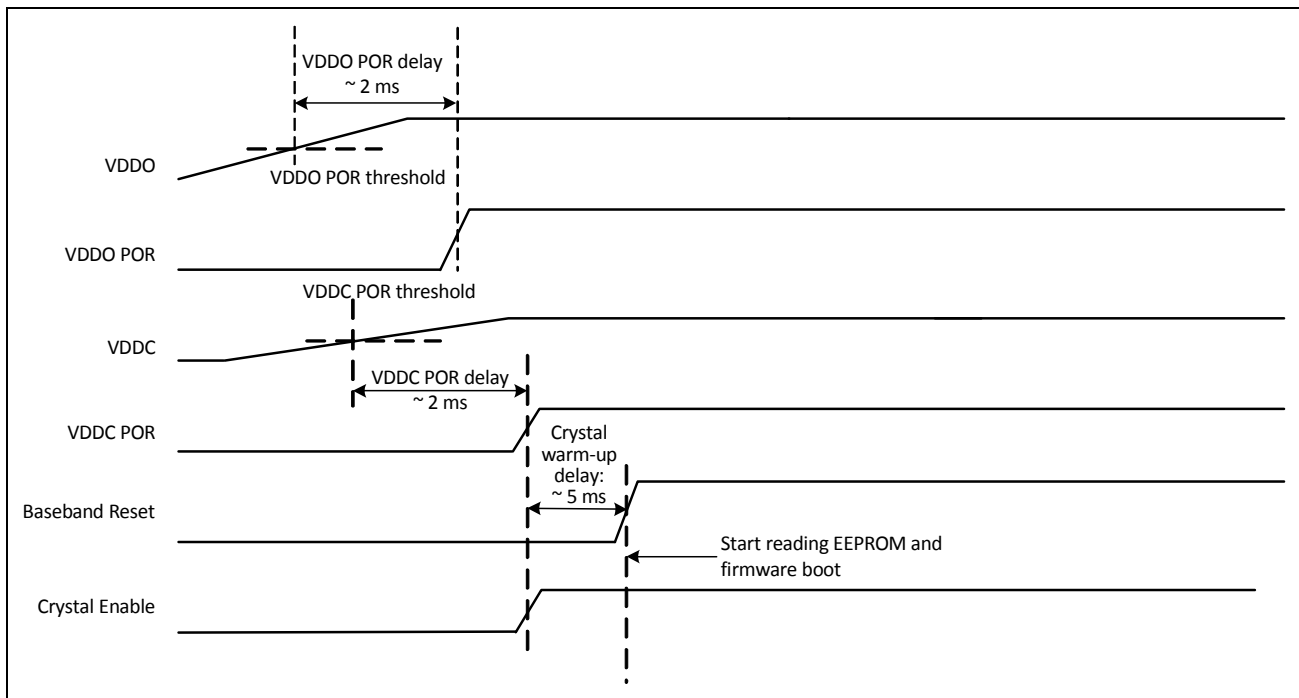 VDDO POR delay
~ 2 ms
VDDO
VDDO POR threshold
VDDO POR
VDDC POR threshold
VDDC
VDDC POR delay
~ 2 ms
VDDC POR
Crystal
warm-up
delay:
~ 5 ms
Baseband Reset
Start reading EEPROM and
firmware boot
Crystal Enable